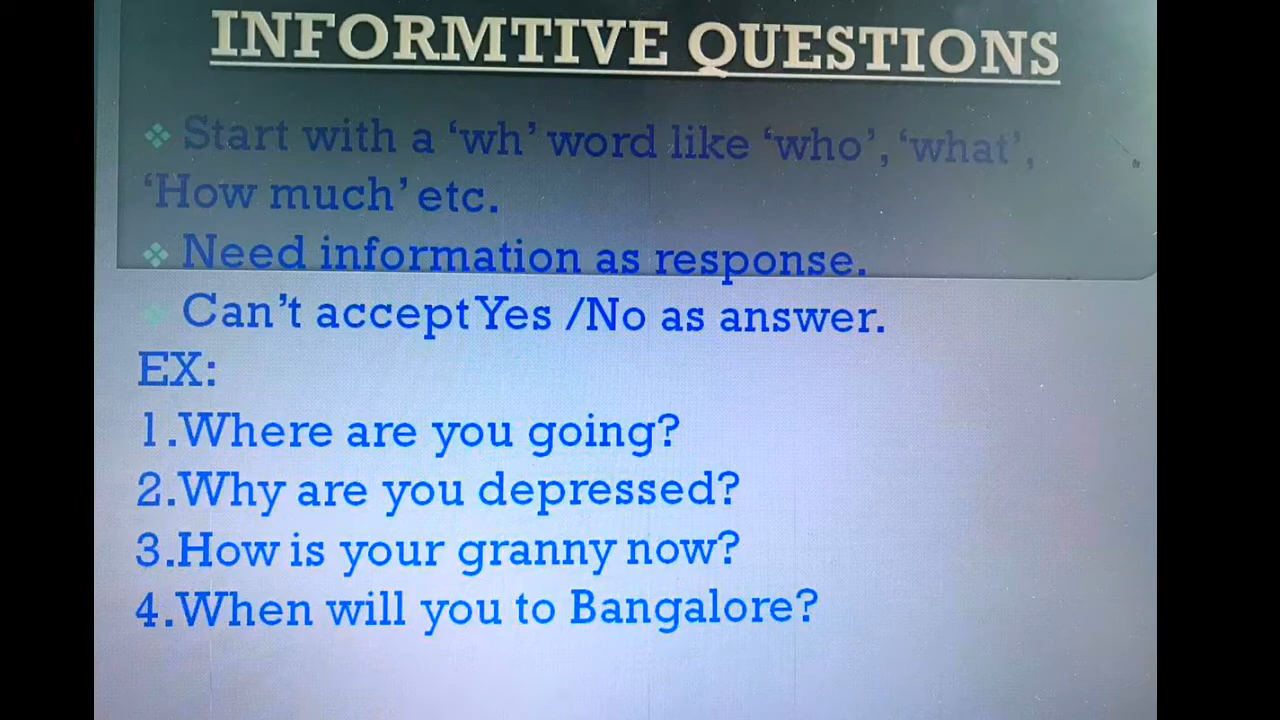 INFORMTIVE QUESTIONS
❖ Start with a ‘wh’ word like ‘who’, ‘what’,
‘How much’ etc.
❖ Need information as response.
❖ Can’t accept Yes /No as answer.
EX:
1.Where are you going?
2.Why are you depressed?
3.How is your granny now?
4.When will you to Bangalore?